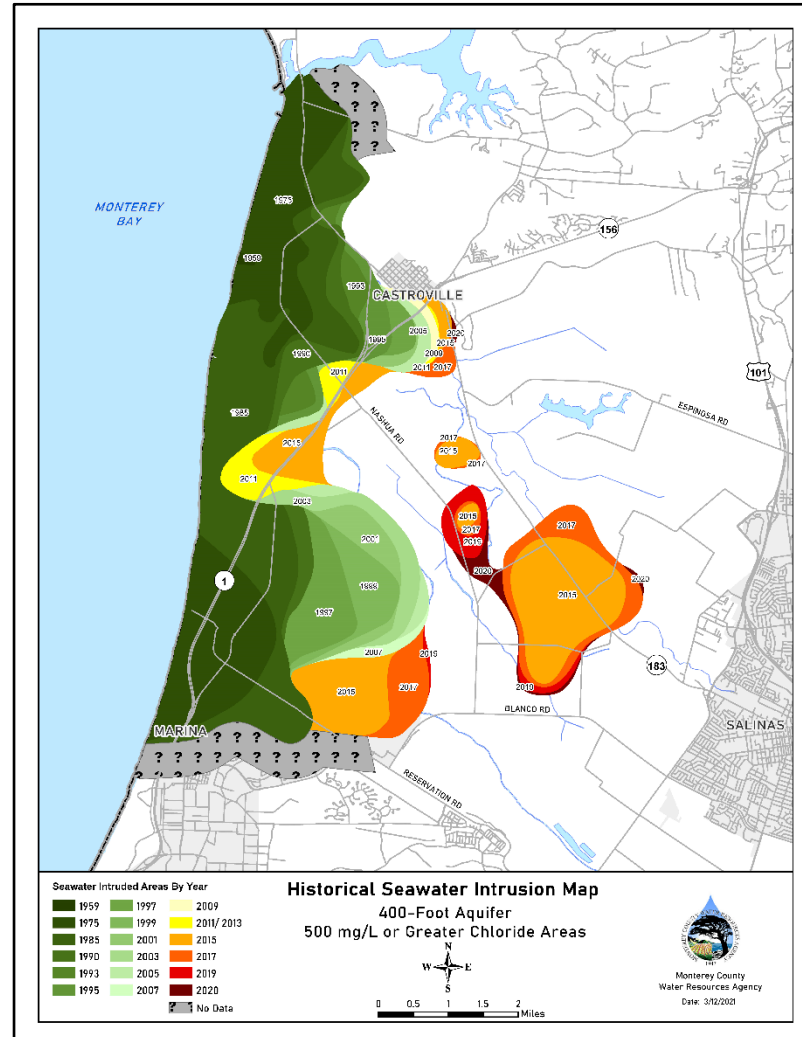 MONTEREY
BAY
1975
1959
156
1993
CASTROVILLE
1995
2005
2020
2015
2009
1990
2011
2011
2017
101
1985
NASHUA RD
ESPINOSA RD
2015
2017
2015
2017
2011
2003
2015
2017
2019
2017
2001
2020
1999
2020
2015
1
1997
2007
2019
183
2015
2017
2019
BLANCO RD
MARINA
SALINAS
RESERVATION RD
Seawater Intruded Areas By Year
1959
1975
1985
1990
1993
1995
1997
1999
2001
2003
2005
2007
2009
2011/ 2013
2015
2017
2019
2020
No Data
Historical Seawater Intrusion Map
400-Foot Aquifer
500 mg/L or Greater Chloride Areas
N
W E
S
0 0.5 1 2
Miles
Monterey County
Water Resources Agency
Date: 3/12/2021